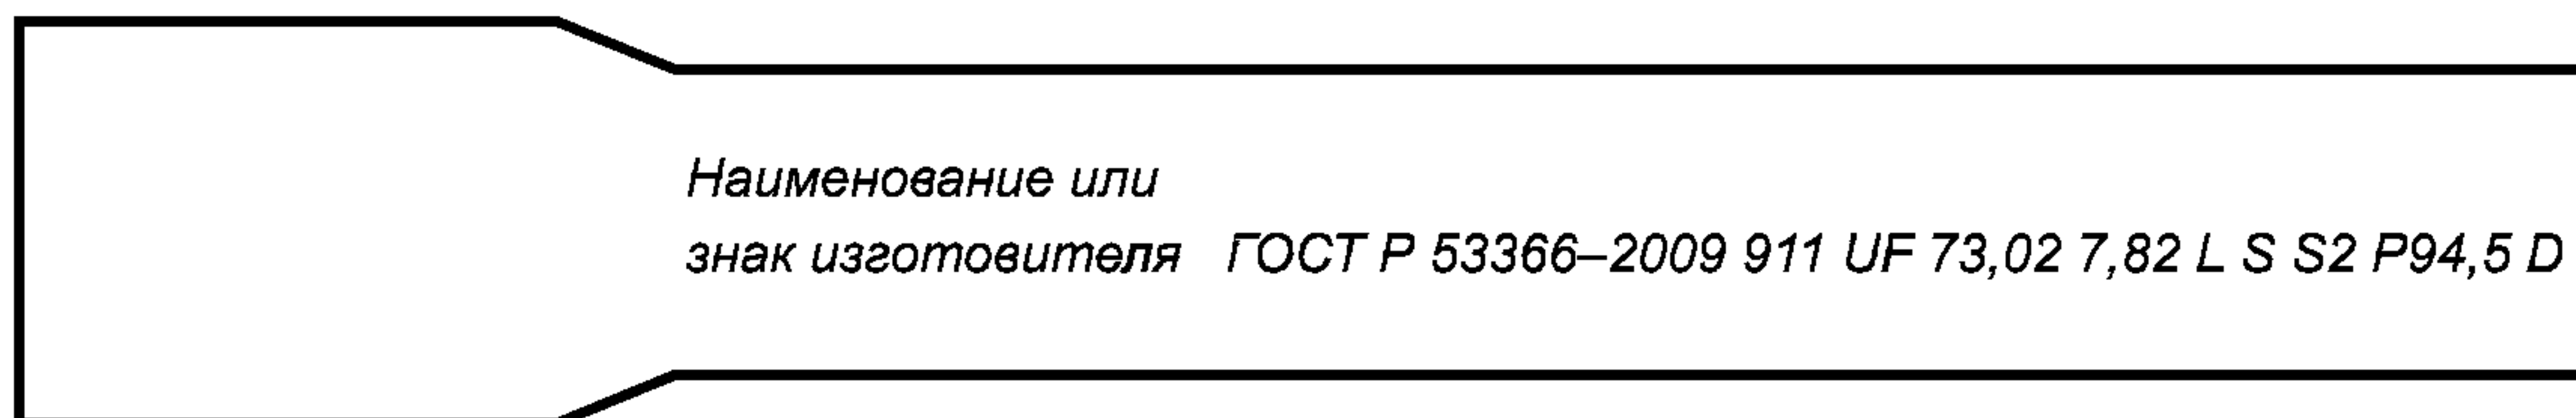 Наименование или
знак изготовителя ГОСТ Р 53366–2009 911 UF 73,02 7,82 L S S2 P94,5 D